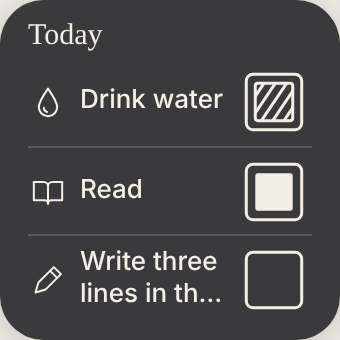 Today
Drink water
Read
Write three
lines in th...